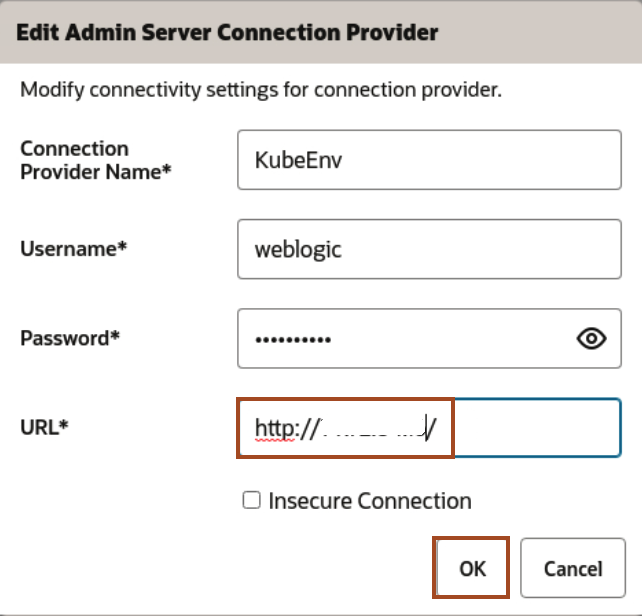 Edit Admin Server Connection Provider
Modify connectivity settings for connection provider.
Connection
Provider Name*
KubeEnv
Username*
weblogic
Password*
••••••••••
URL*
http://
/
Insecure Connection
OK
Cancel